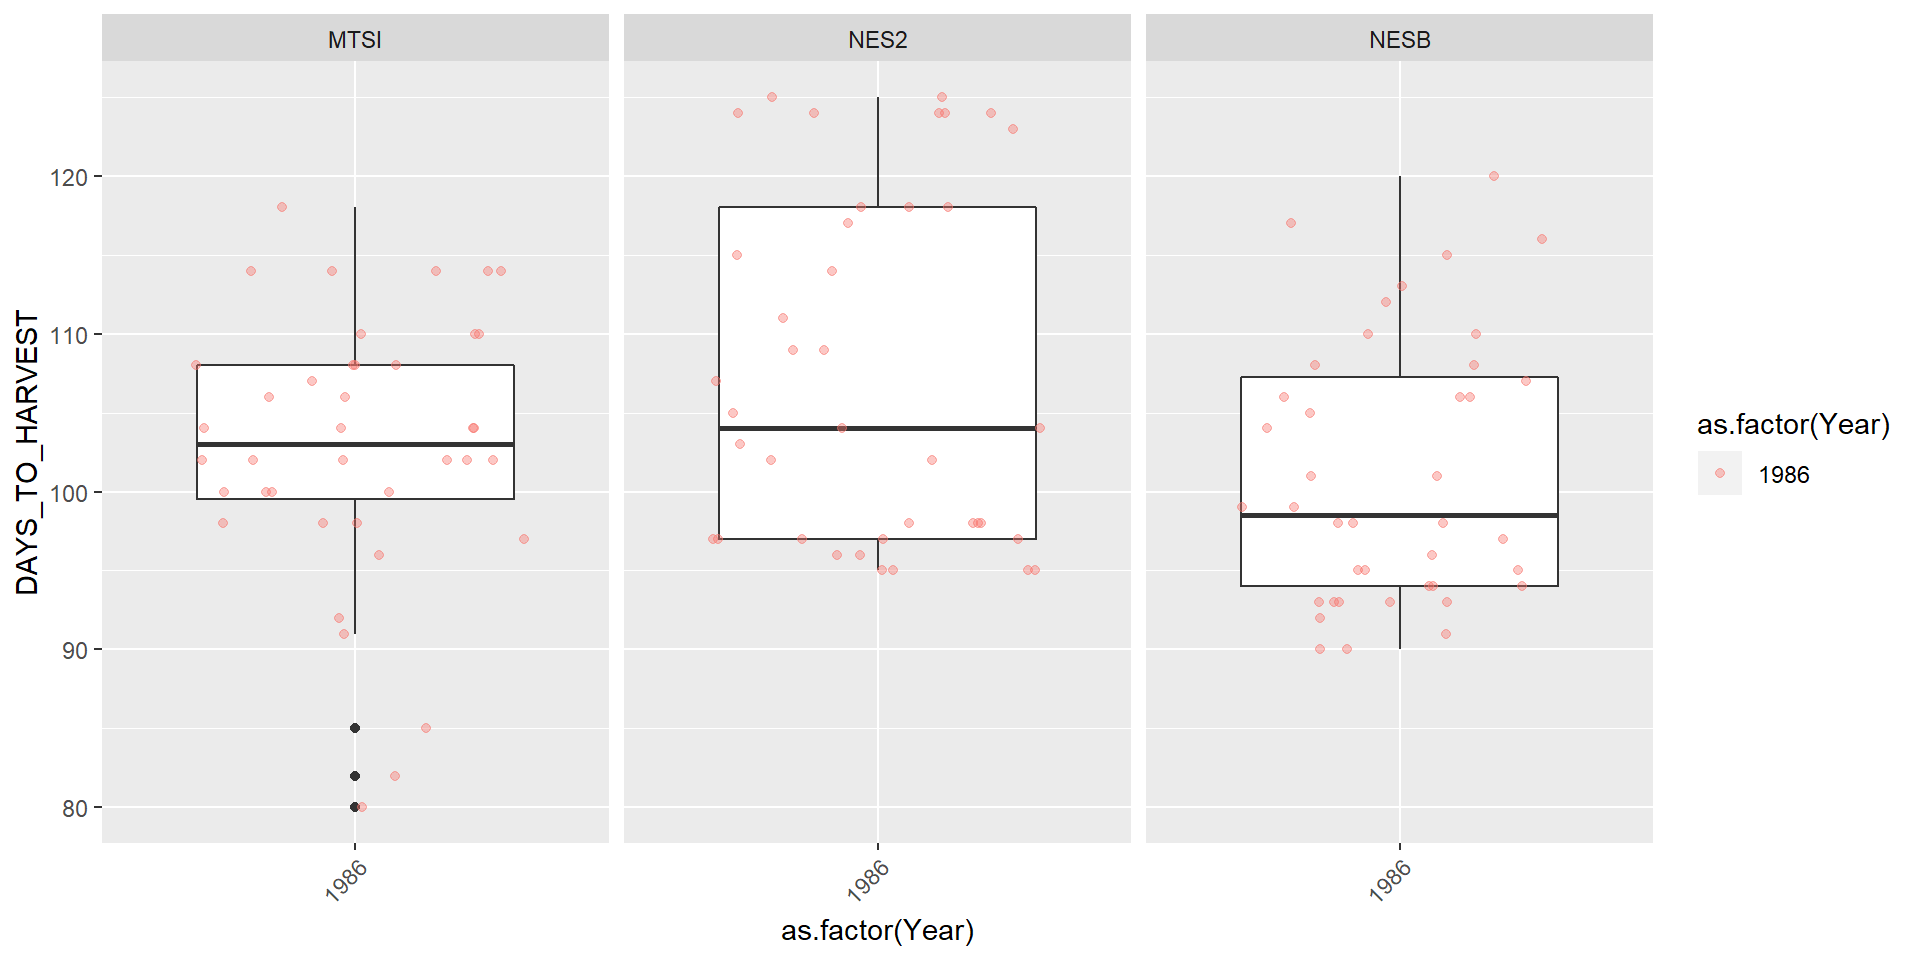 MTSI
NES2
NESB
DAYS_TO_HARVEST
120
110
100
90
80
1986
1986
1986
as.factor(Year)
as.factor(Year)
1986